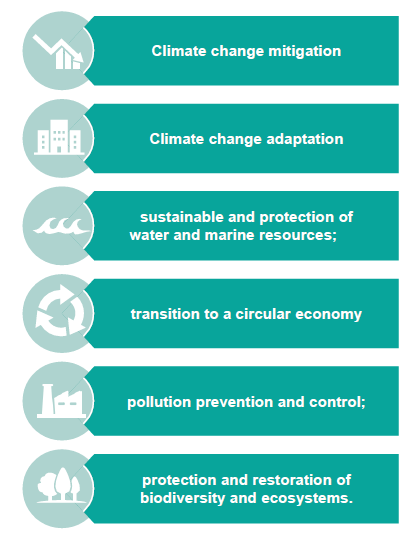 Climate change mitigation
Climate change adaptation
sustainable and protection of
water and marine resources;
transition to a circular economy
pollution prevention and control;
protection and restoration of
biodiversity and ecosystems.